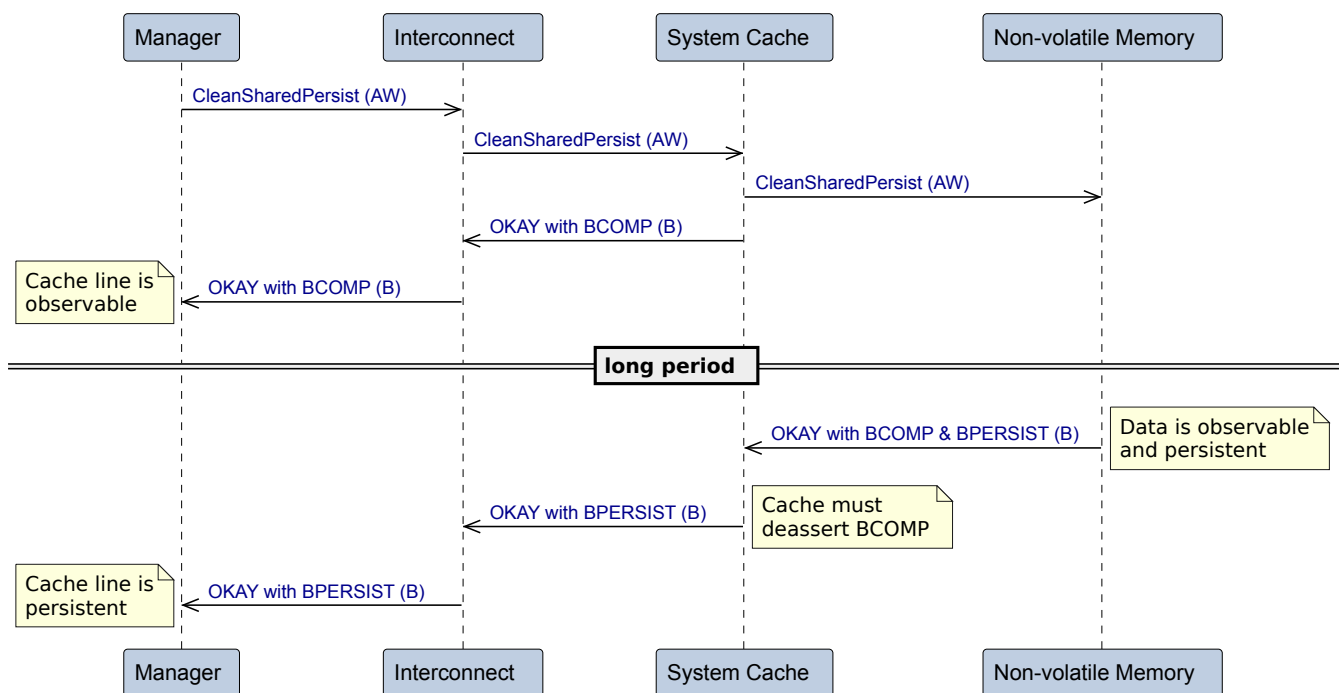 Manager
Interconnect
System Cache
Non-volatile Memory
CleanSharedPersist (AW)
CleanSharedPersist (AW)
CleanSharedPersist (AW)
OKAY with BCOMP (B)
Cache line is
observable
OKAY with BCOMP (B)
long period
OKAY with BCOMP & BPERSIST (B)
Data is observable
and persistent
OKAY with BPERSIST (B)
Cache must
deassert BCOMP
Cache line is
persistent
OKAY with BPERSIST (B)
Manager
Interconnect
System Cache
Non-volatile Memory